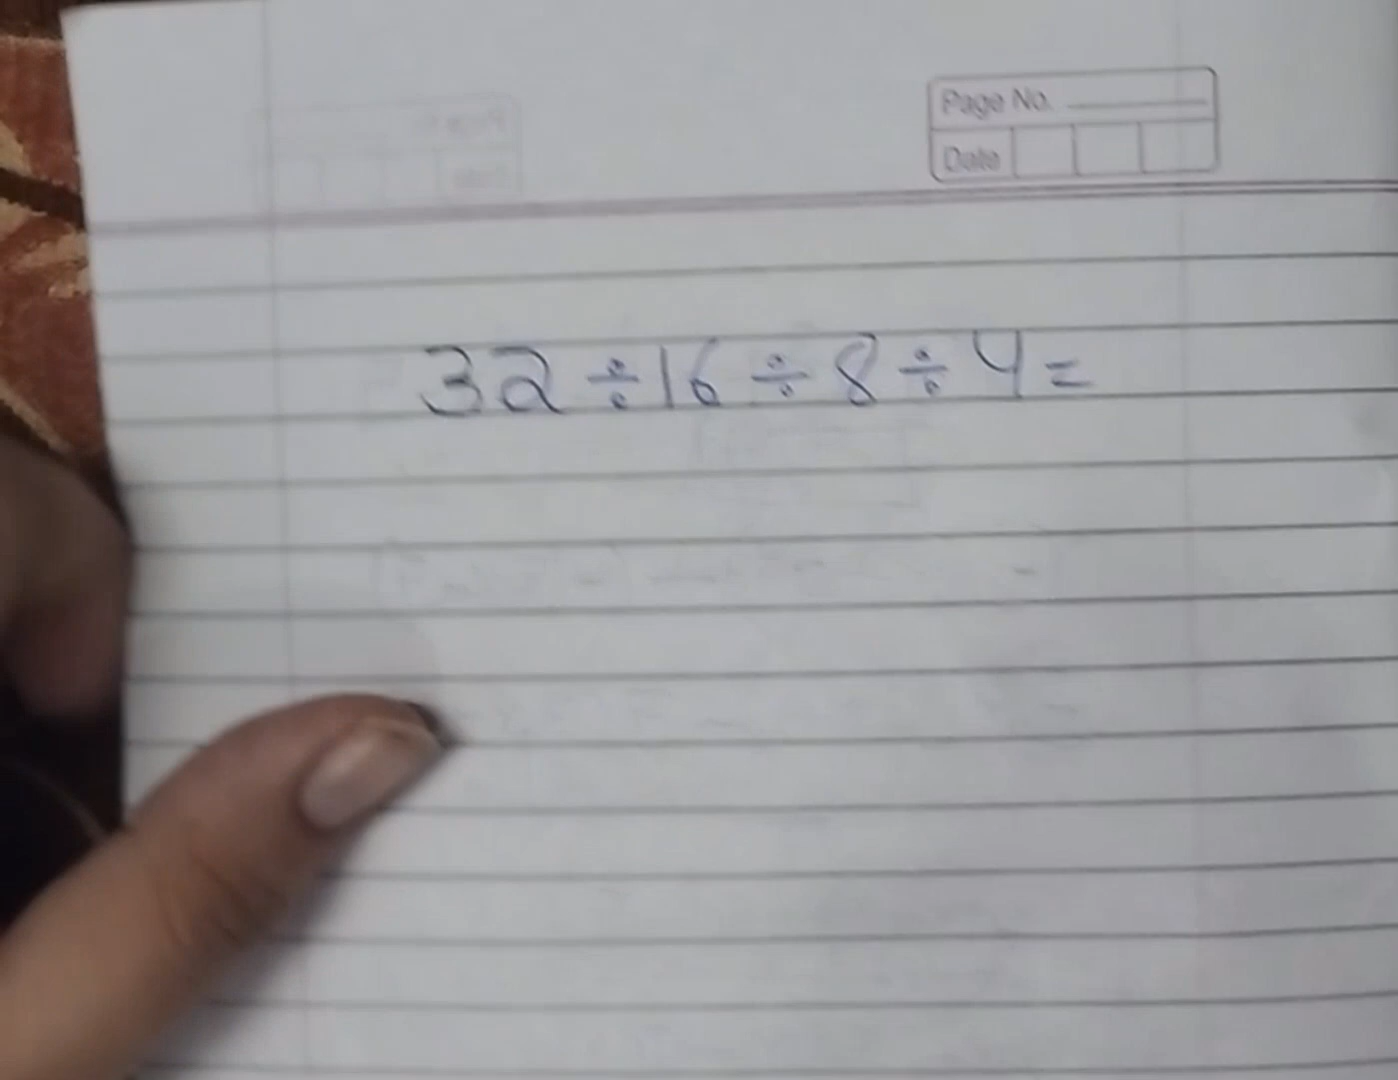 Page No.
Date
32 ÷ 16 ÷ 8 ÷ 4 =